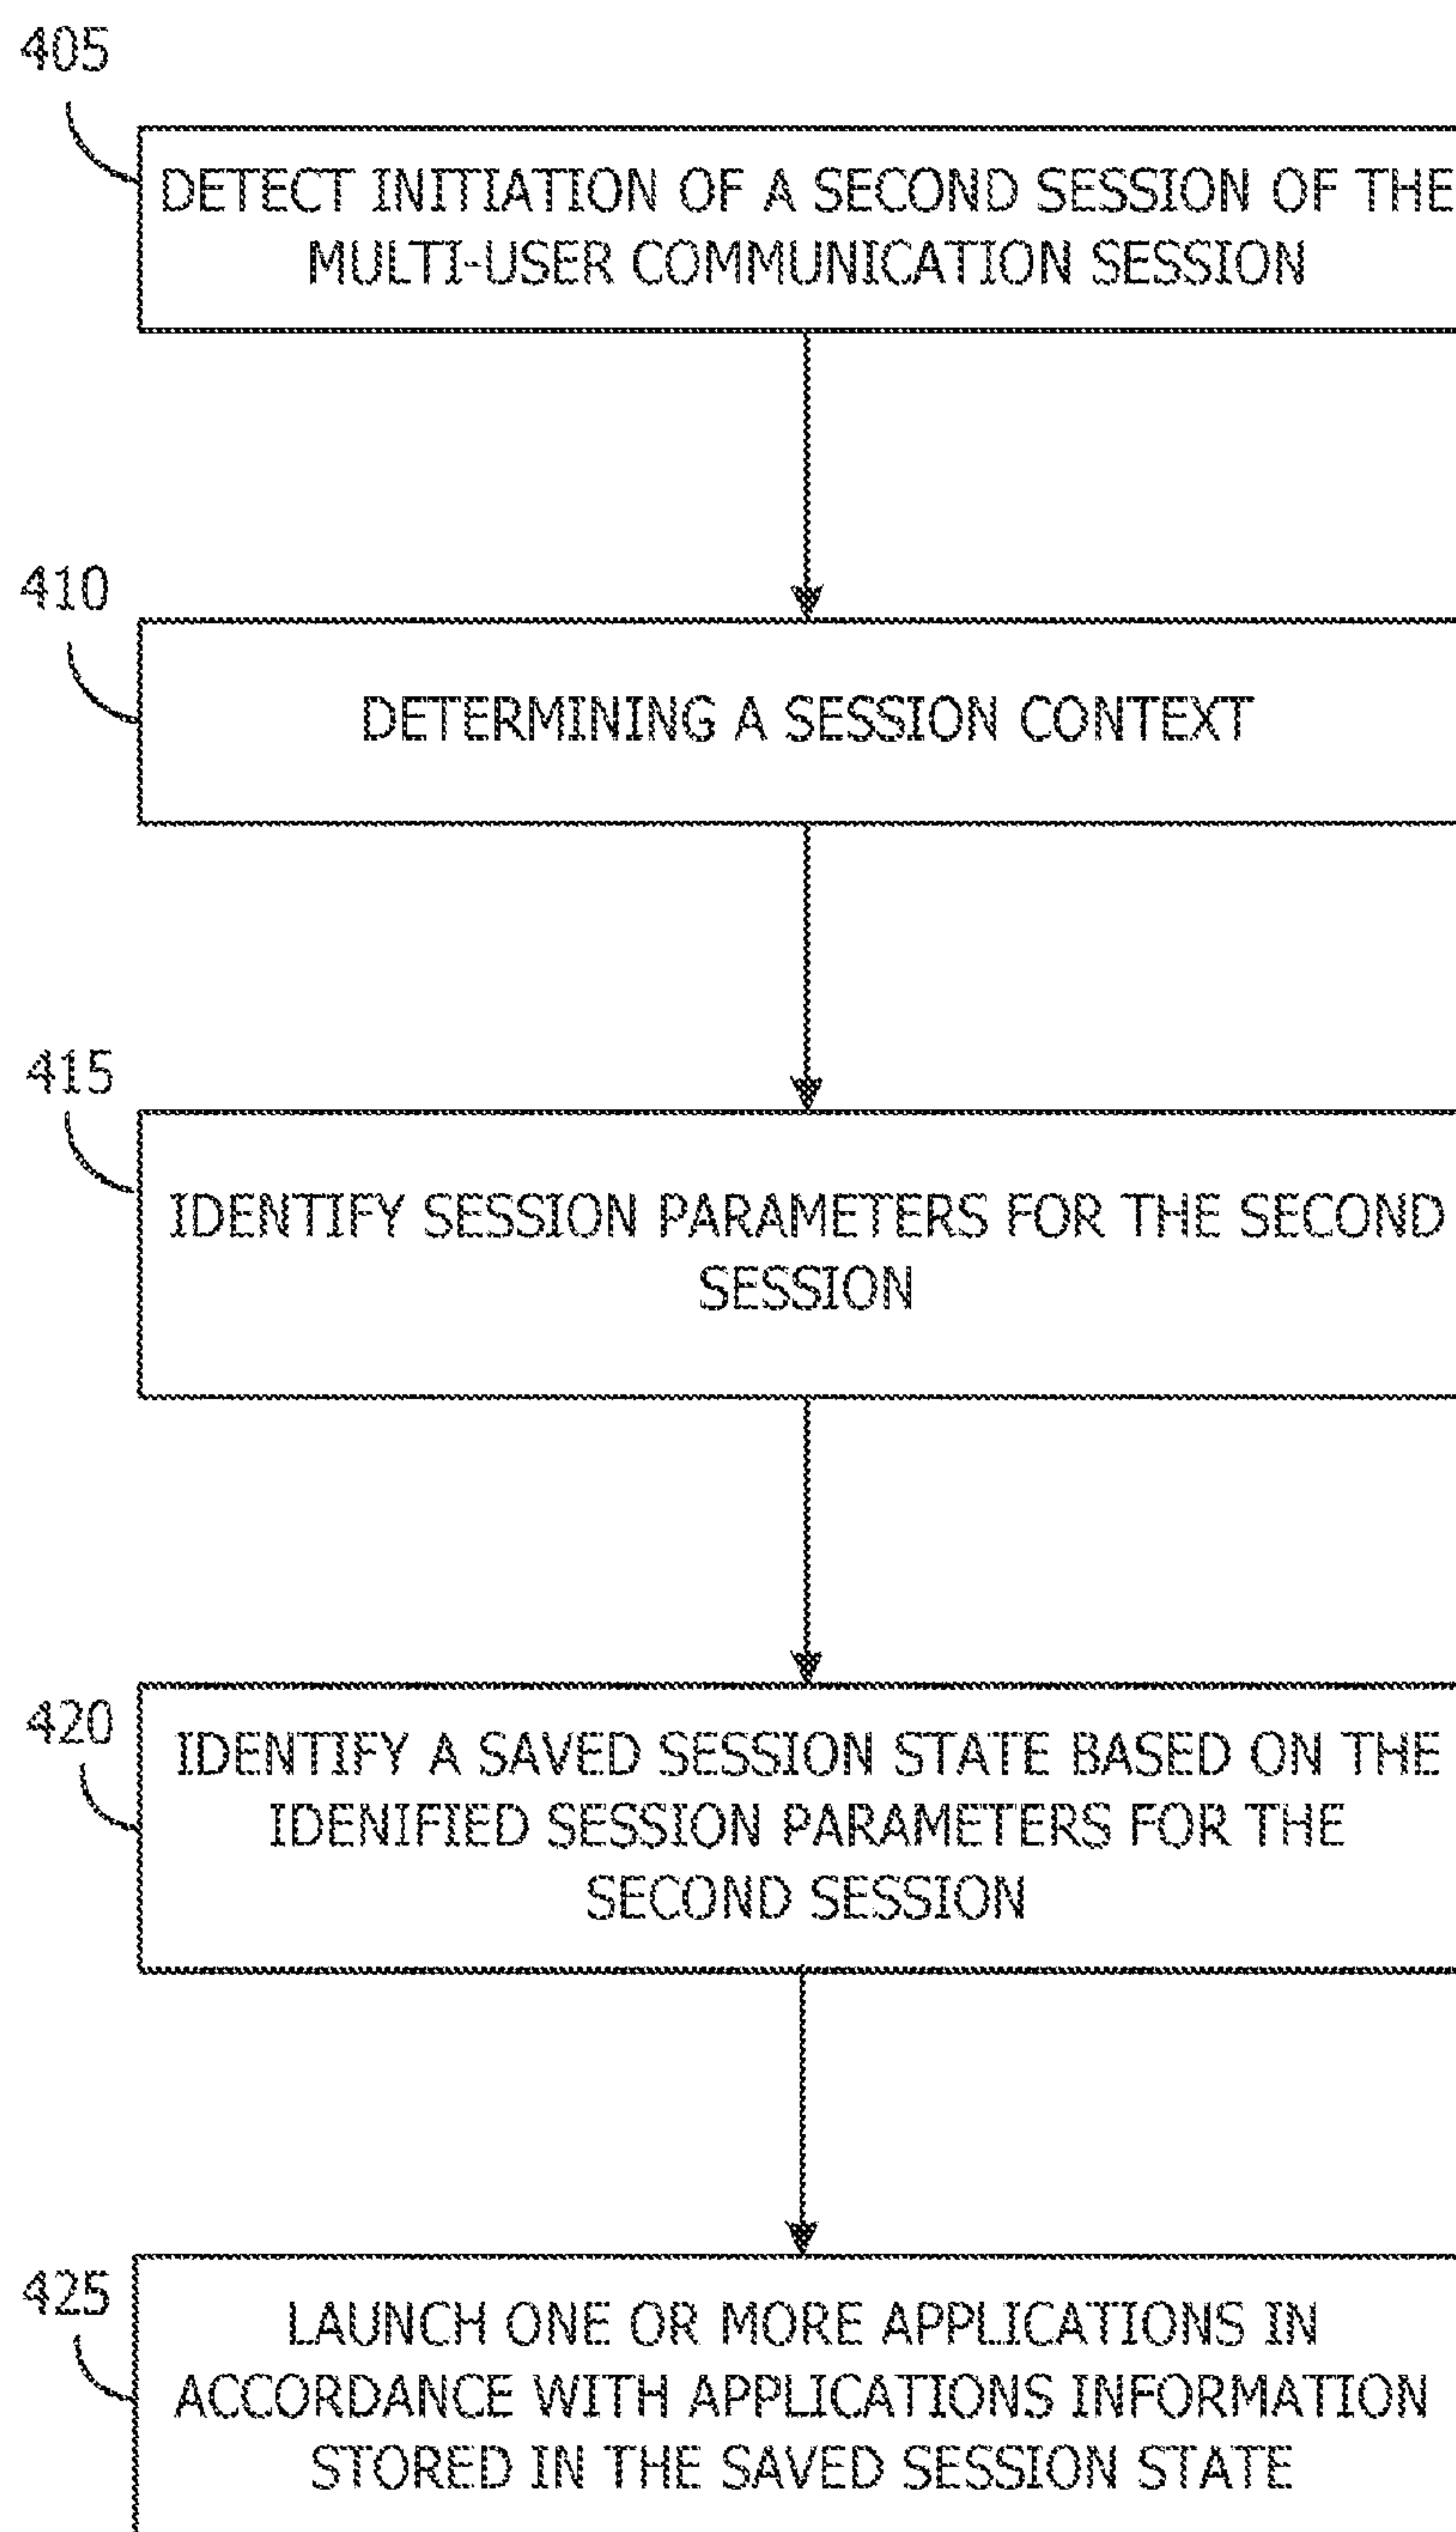 405
DETECT INITIATION OF A SECOND SESSION OF THE
MULTI-USER COMMUNICATION SESSION
410
DETERMINING A SESSION CONTEXT
415
IDENTIFY SESSION PARAMETERS FOR THE SECOND
SESSION
420
IDENTIFY A SAVED SESSION STATE BASED ON THE
IDENIFIED SESSION PARAMETERS FOR THE
SECOND SESSION
425
LAUNCH ONE OR MORE APPLICATIONS IN
ACCORDANCE WITH APPLICATIONS INFORMATION
STORED IN THE SAVED SESSION STATE